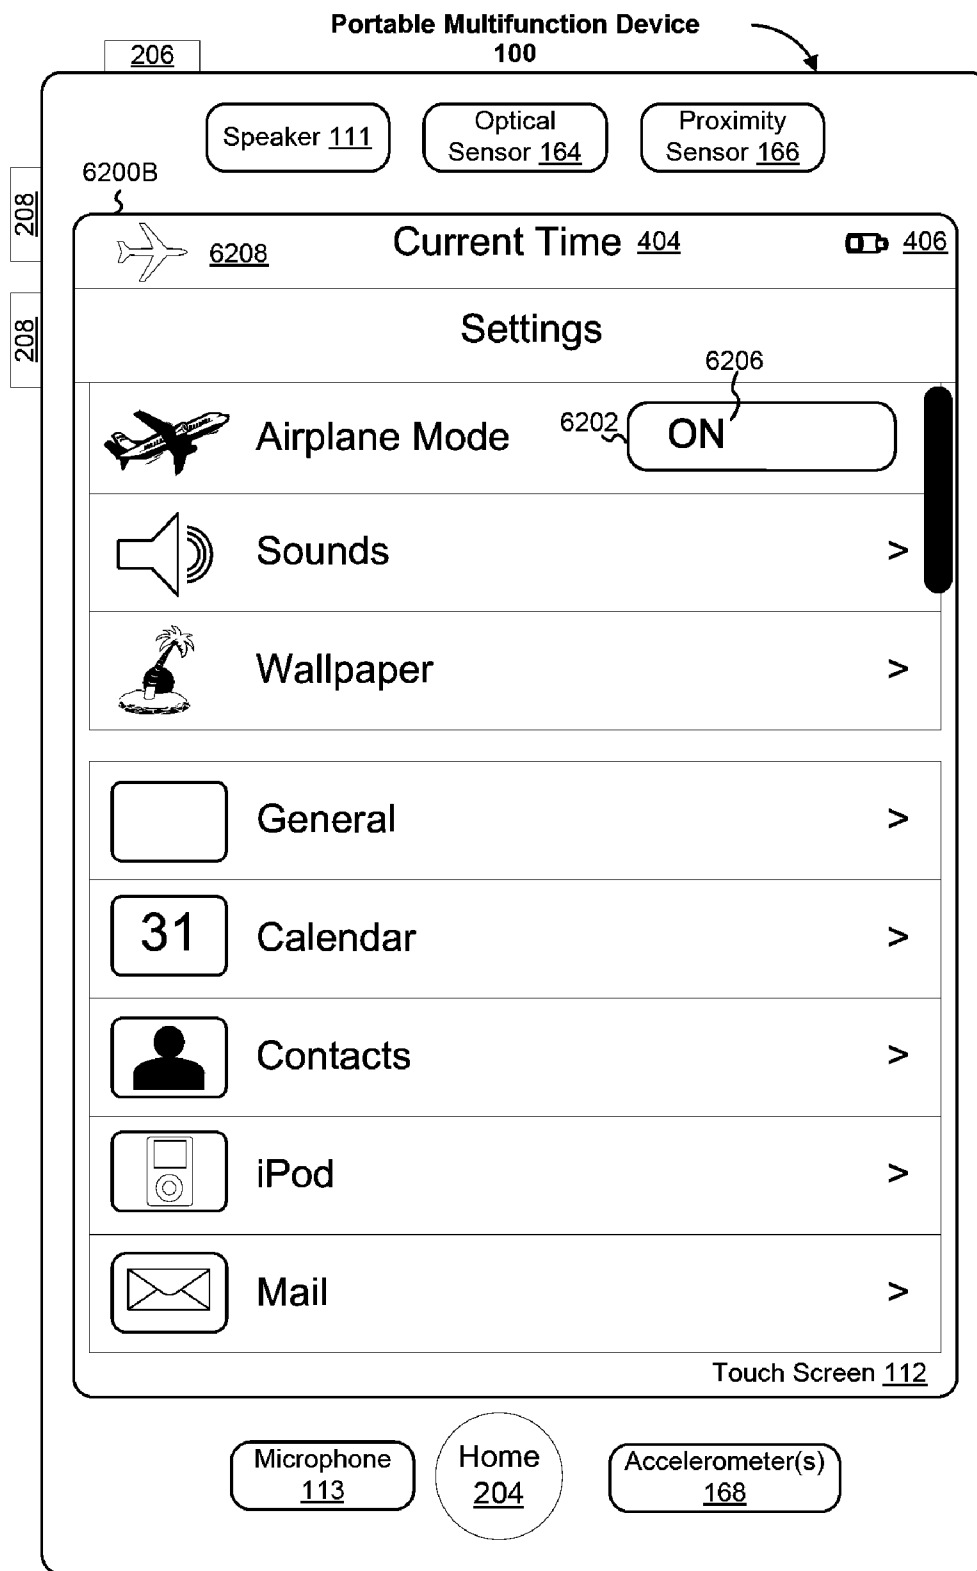 Portable Multifunction Device
100
206
Speaker 111
Optical
Sensor 164
Proximity
Sensor 166
6200B
208
208
6208
Current Time 404
406
Settings
6206
Airplane Mode
6202
ON
Sounds >
Wallpaper >
General >
31
Calendar >
Contacts >
iPod >
Mail >
Touch Screen 112
Microphone
113
Home
204
Accelerometer(s)
168